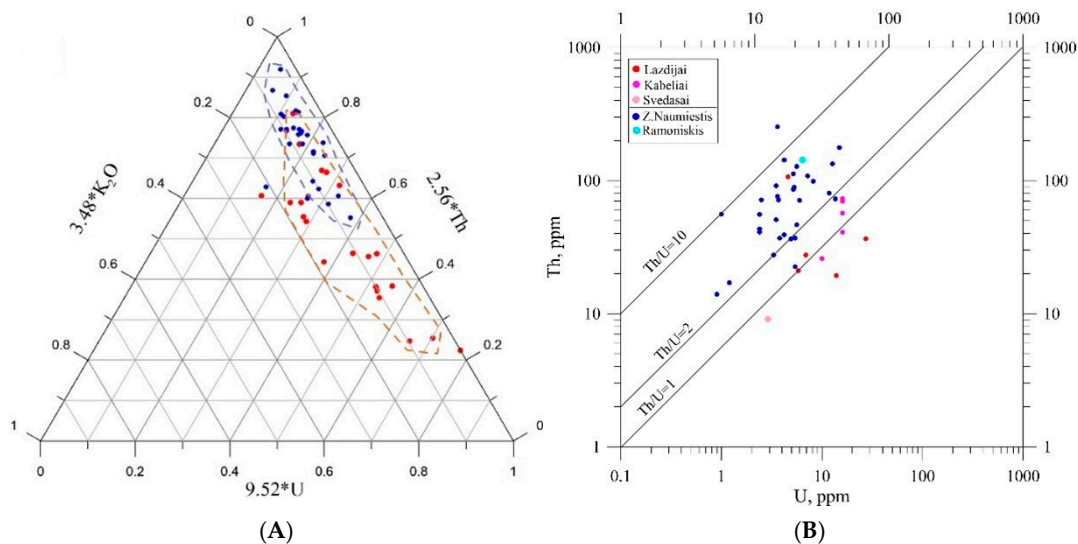 0 1
0.2 0.8
3.48*K2O 2.56*Th
0.4 0.6
0.6 0.4
0.8 0.2
1 0
0 0.2 0.4 0.6 0.8 1
9.52*U
(A)
1 10 100 1000
1000 1000
Lazdijai
Kabeliai
Svedasai
Z.Naumiestis
Ramoniskis
100 100
Th, ppm
Th/U=10
10 10
Th/U=2
Th/U=1
1 1
0.1 1 10 100 1000
U, ppm
(B)